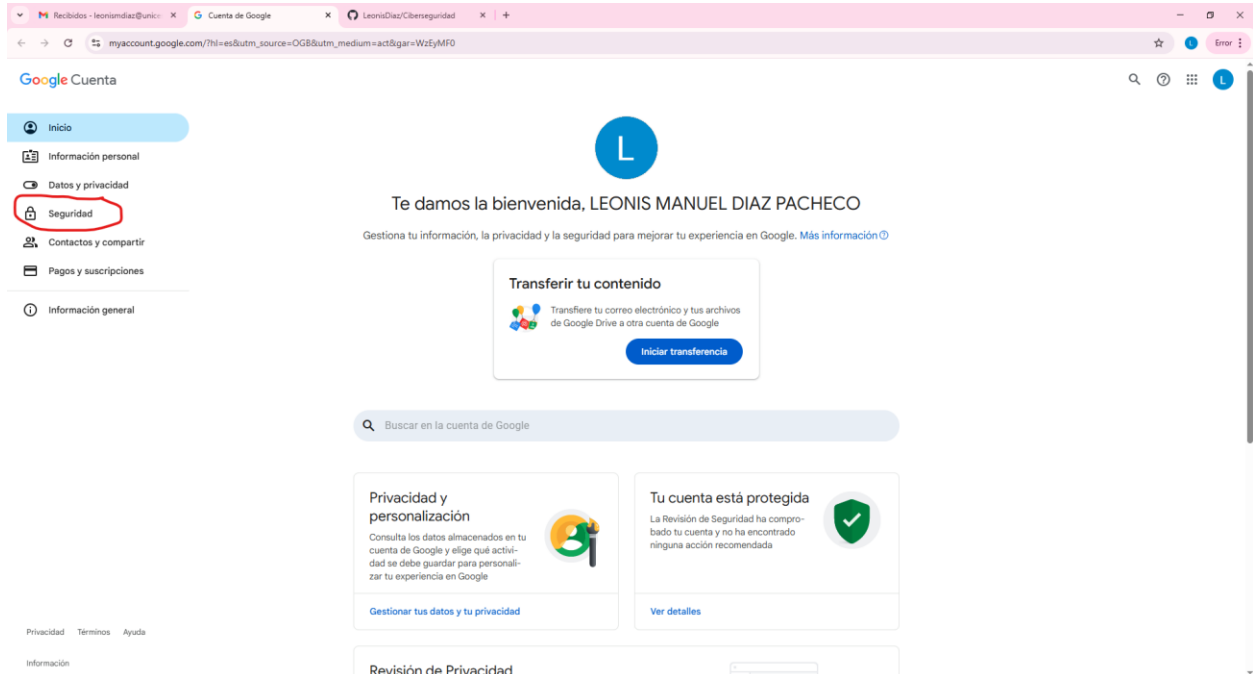 Recibidos - leonismdiaz@unice
Cuenta de Google
LeonisDiaz/Ciberseguridad
myaccount.google.com/?hl=es&utm_source=OGB&utm_medium=act&gar=WzEyMF0
L
Error
Google Cuenta
L
Inicio
Información personal
Datos y privacidad
Seguridad
Contactos y compartir
Pagos y suscripciones
Información general
L
Te damos la bienvenida, LEONIS MANUEL DIAZ PACHECO
Gestiona tu información, la privacidad y la seguridad para mejorar tu experiencia en Google. Más información
Transferir tu contenido
Transfiere tu correo electrónico y tus archivos
de Google Drive a otra cuenta de Google
Iniciar transferencia
Buscar en la cuenta de Google
Privacidad y
personalización
Consulta los datos almacenados en tu
cuenta de Google y elige qué activi-
dad se debe guardar para personali-
zar tu experiencia en Google
Gestionar tus datos y tu privacidad
Tu cuenta está protegida
La Revisión de Seguridad ha compro-
bado tu cuenta y no ha encontrado
ninguna acción recomendada
Ver detalles
Revisión de Privacidad
Privacidad Términos Ayuda
Información